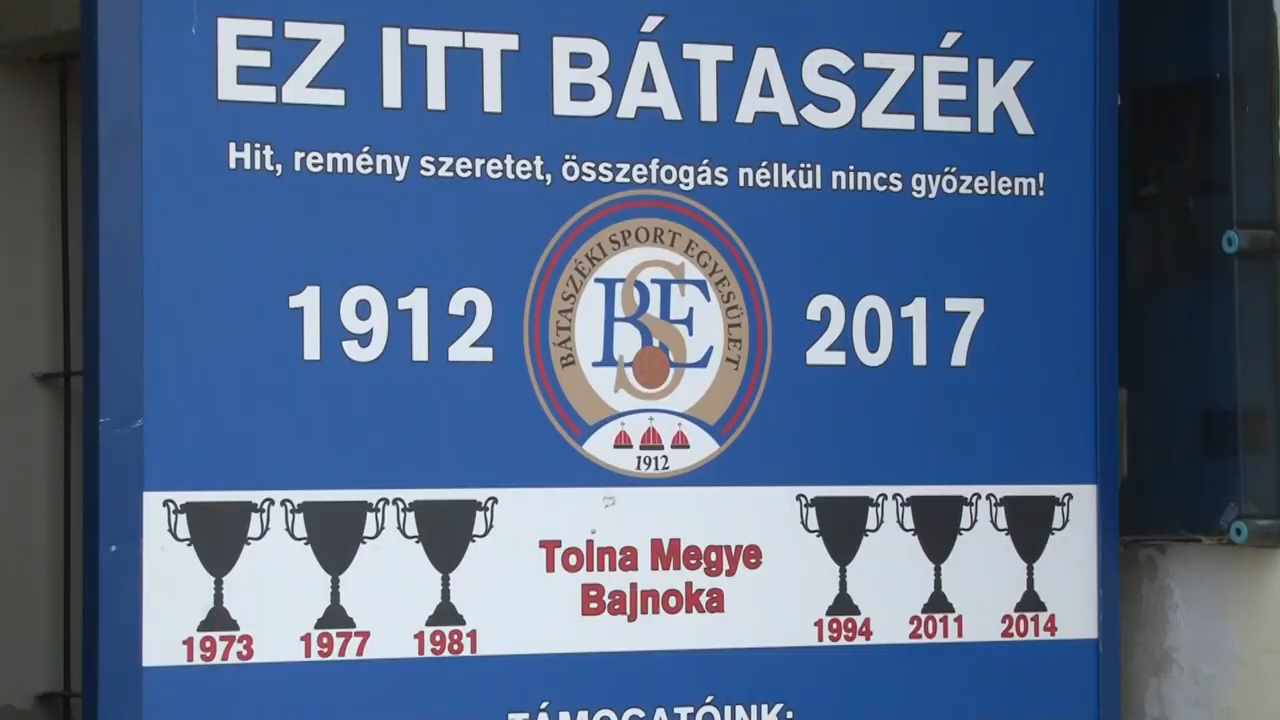 EZ ITT BÁTASZÉK
Hit, remény szeretet, összefogás nélkül nincs győzelem!
1912
BÁTASZÉKI SPORT EGYESÜLET
BSE
1912
2017
Tolna Megye
Bajnoka
1973 1977 1981 1994 2011 2014
TÁMOGATÓINK: